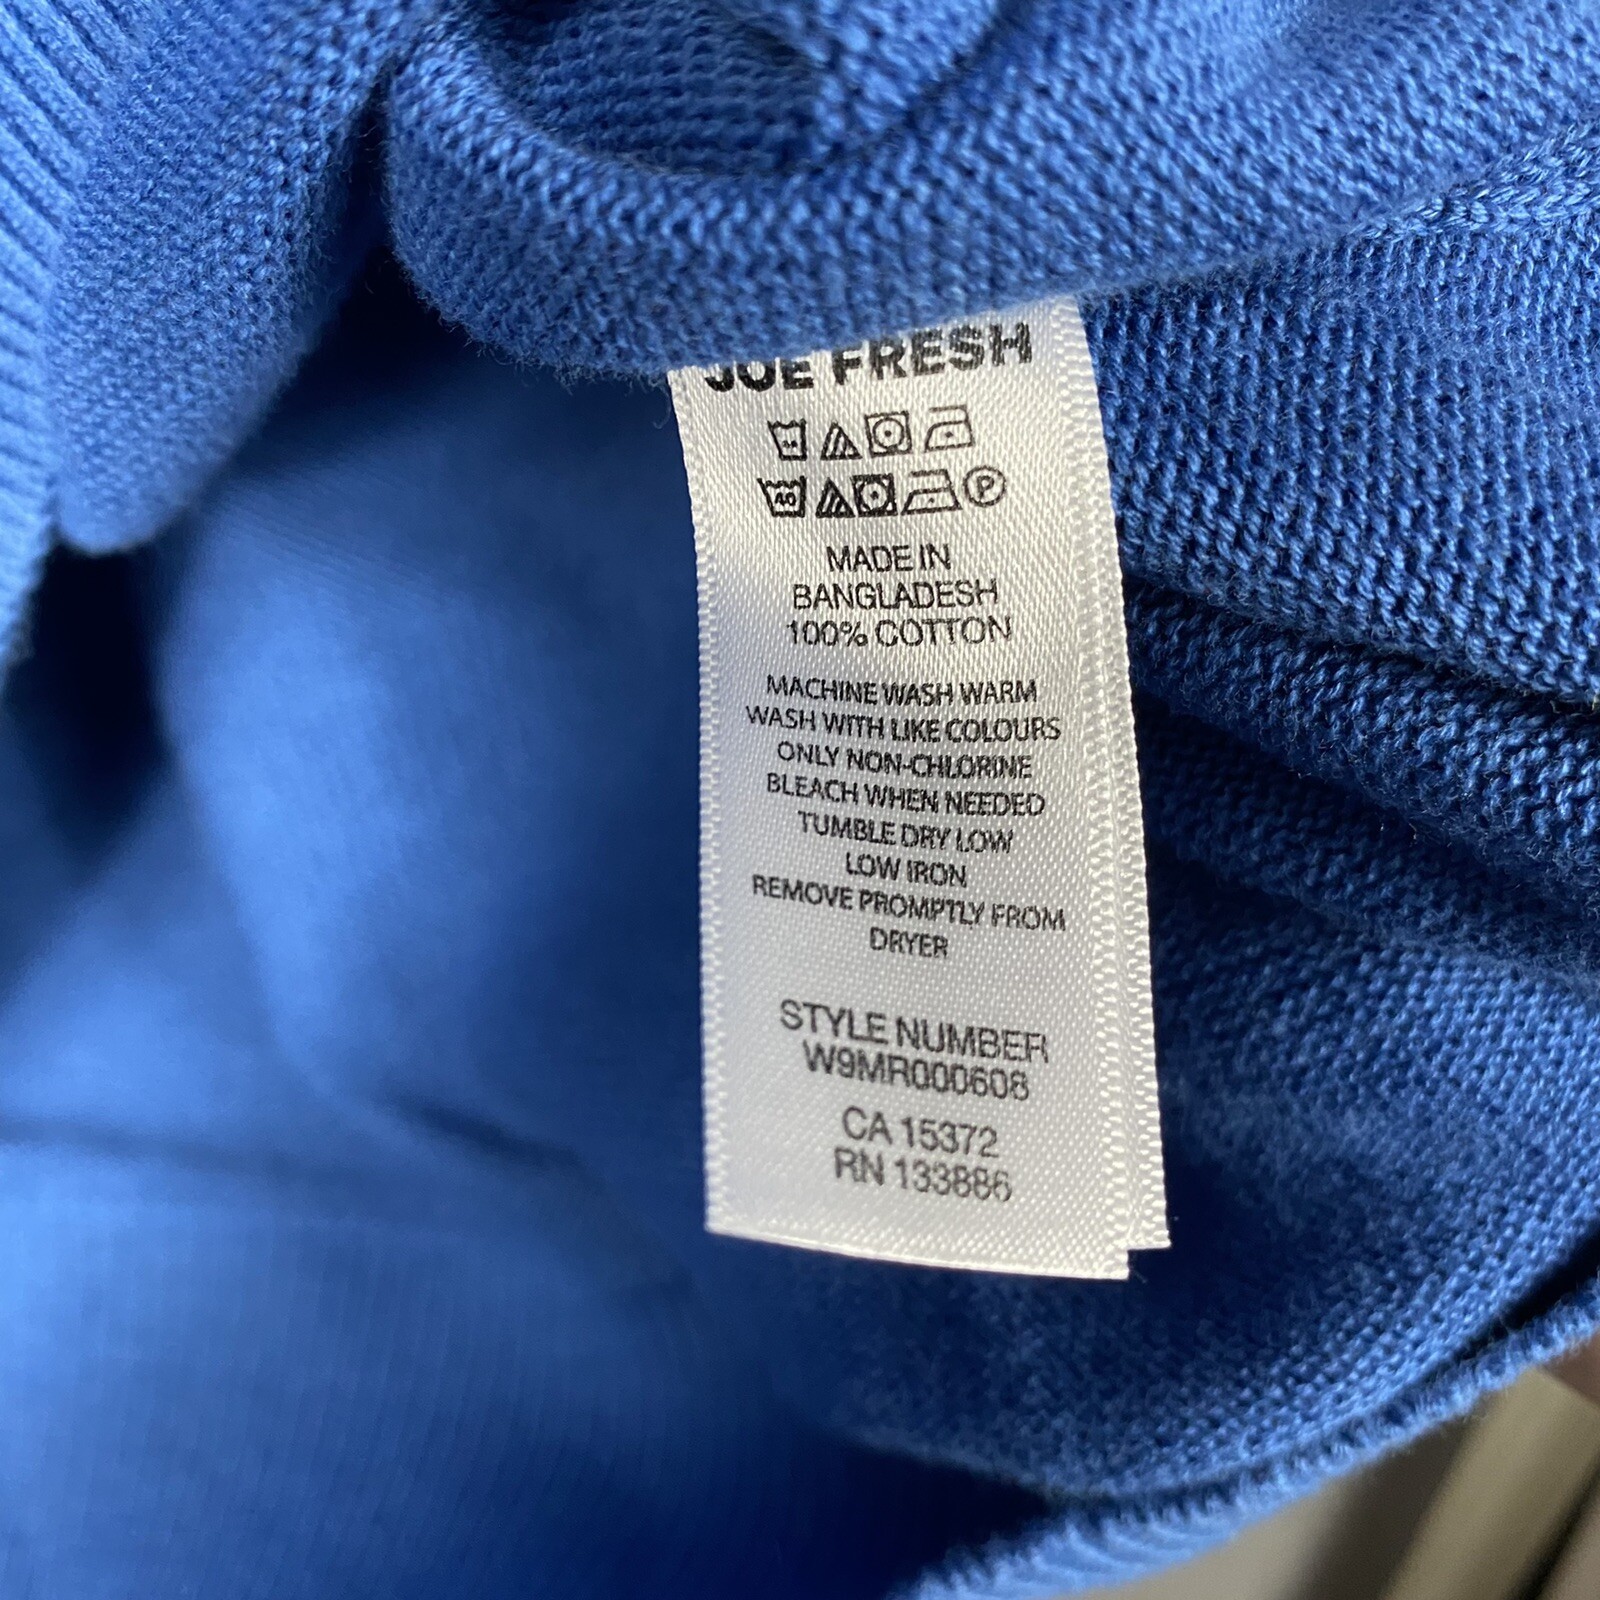 JOE FRESH
40 P
MADE IN
BANGLADESH
100% COTTON
MACHINE WASH WARM
WASH WITH LIKE COLOURS
ONLY NON-CHLORINE
BLEACH WHEN NEEDED
TUMBLE DRY LOW
LOW IRON
REMOVE PROMPTLY FROM
DRYER
STYLE NUMBER
W9MR000608
CA 15372
RN 133886